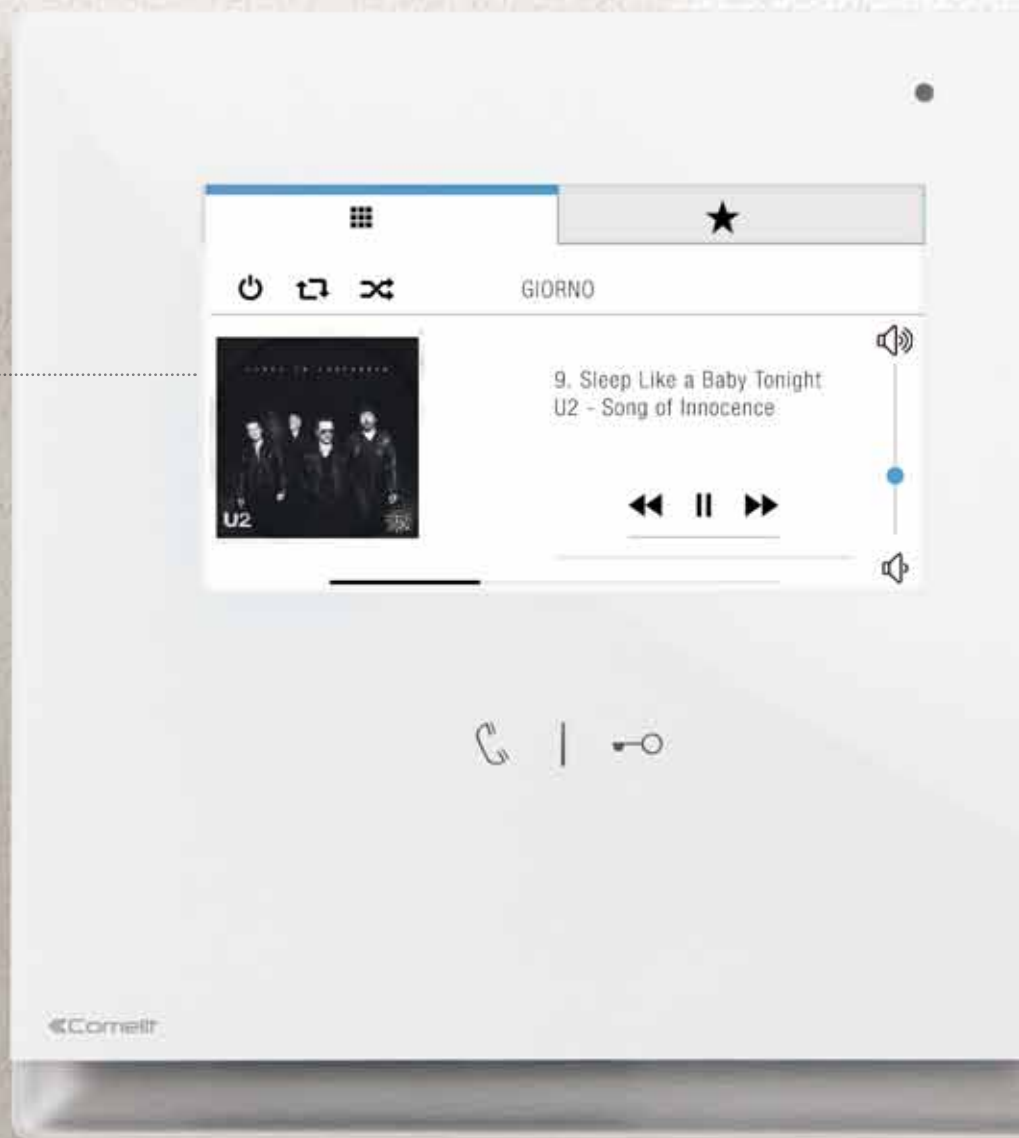 GIORNO
9. Sleep Like a Baby Tonight
U2 - Song of Innocence
U2
Comelit